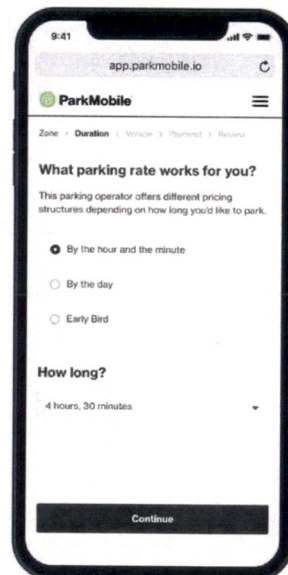 9:41
app.parkmobile.io
ParkMobile
Zone > Duration > Vehicle > Payment > Review
What parking rate works for you?
This parking operator offers different pricing
structures depending on how long you'd like to park.
By the hour and the minute
By the day
Early Bird
How long?
4 hours, 30 minutes
Continue